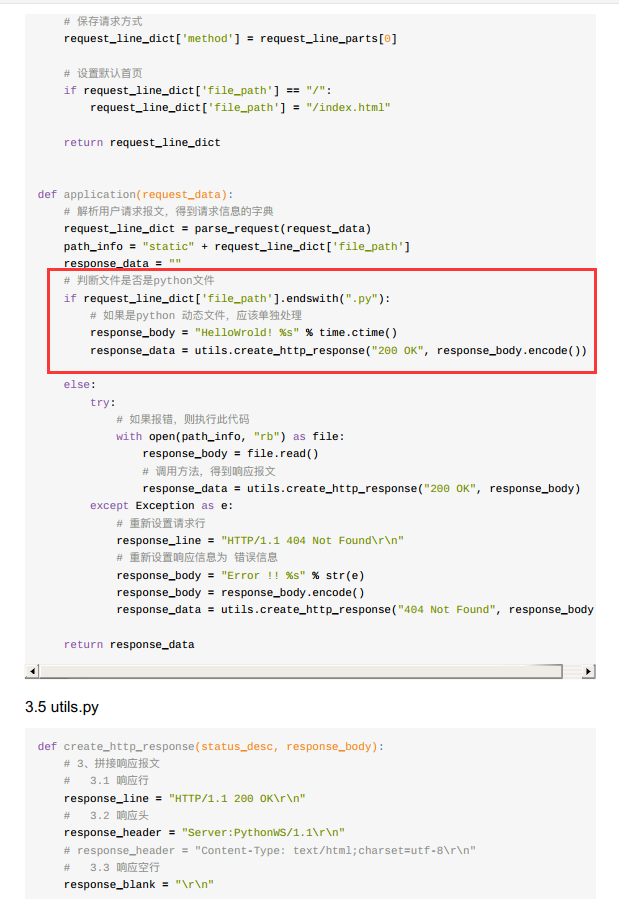 # 保存请求方式
request_line_dict['method'] = request_line_parts[0]
# 设置默认首页
if request_line_dict['file_path'] == "/":
request_line_dict['file_path'] = "/index.html"
return request_line_dict
def application(request_data):
# 解析用户请求报文，得到请求信息的字典
request_line_dict = parse_request(request_data)
path_info = "static" + request_line_dict['file_path']
response_data = ""
# 判断文件是否是python文件
if request_line_dict['file_path'].endswith(".py"):
# 如果是python 动态文件，应该单独处理
response_body = "HelloWrold! %s" % time.ctime()
response_data = utils.create_http_response("200 OK", response_body.encode())
else:
try:
# 如果报错，则执行此代码
with open(path_info, "rb") as file:
response_body = file.read()
# 调用方法，得到响应报文
response_data = utils.create_http_response("200 OK", response_body)
except Exception as e:
# 重新设置请求行
response_line = "HTTP/1.1 404 Not Found\r\n"
# 重新设置响应信息为 错误信息
response_body = "Error !! %s" % str(e)
response_body = response_body.encode()
response_data = utils.create_http_response("404 Not Found", response_body
return response_data
3.5 utils.py
def create_http_response(status_desc, response_body):
# 3、拼接响应报文
# 3.1 响应行
response_line = "HTTP/1.1 200 OK\r\n"
# 3.2 响应头
response_header = "Server:PythonWS/1.1\r\n"
# response_header = "Content-Type: text/html;charset=utf-8\r\n"
# 3.3 响应空行
response_blank = "\r\n"